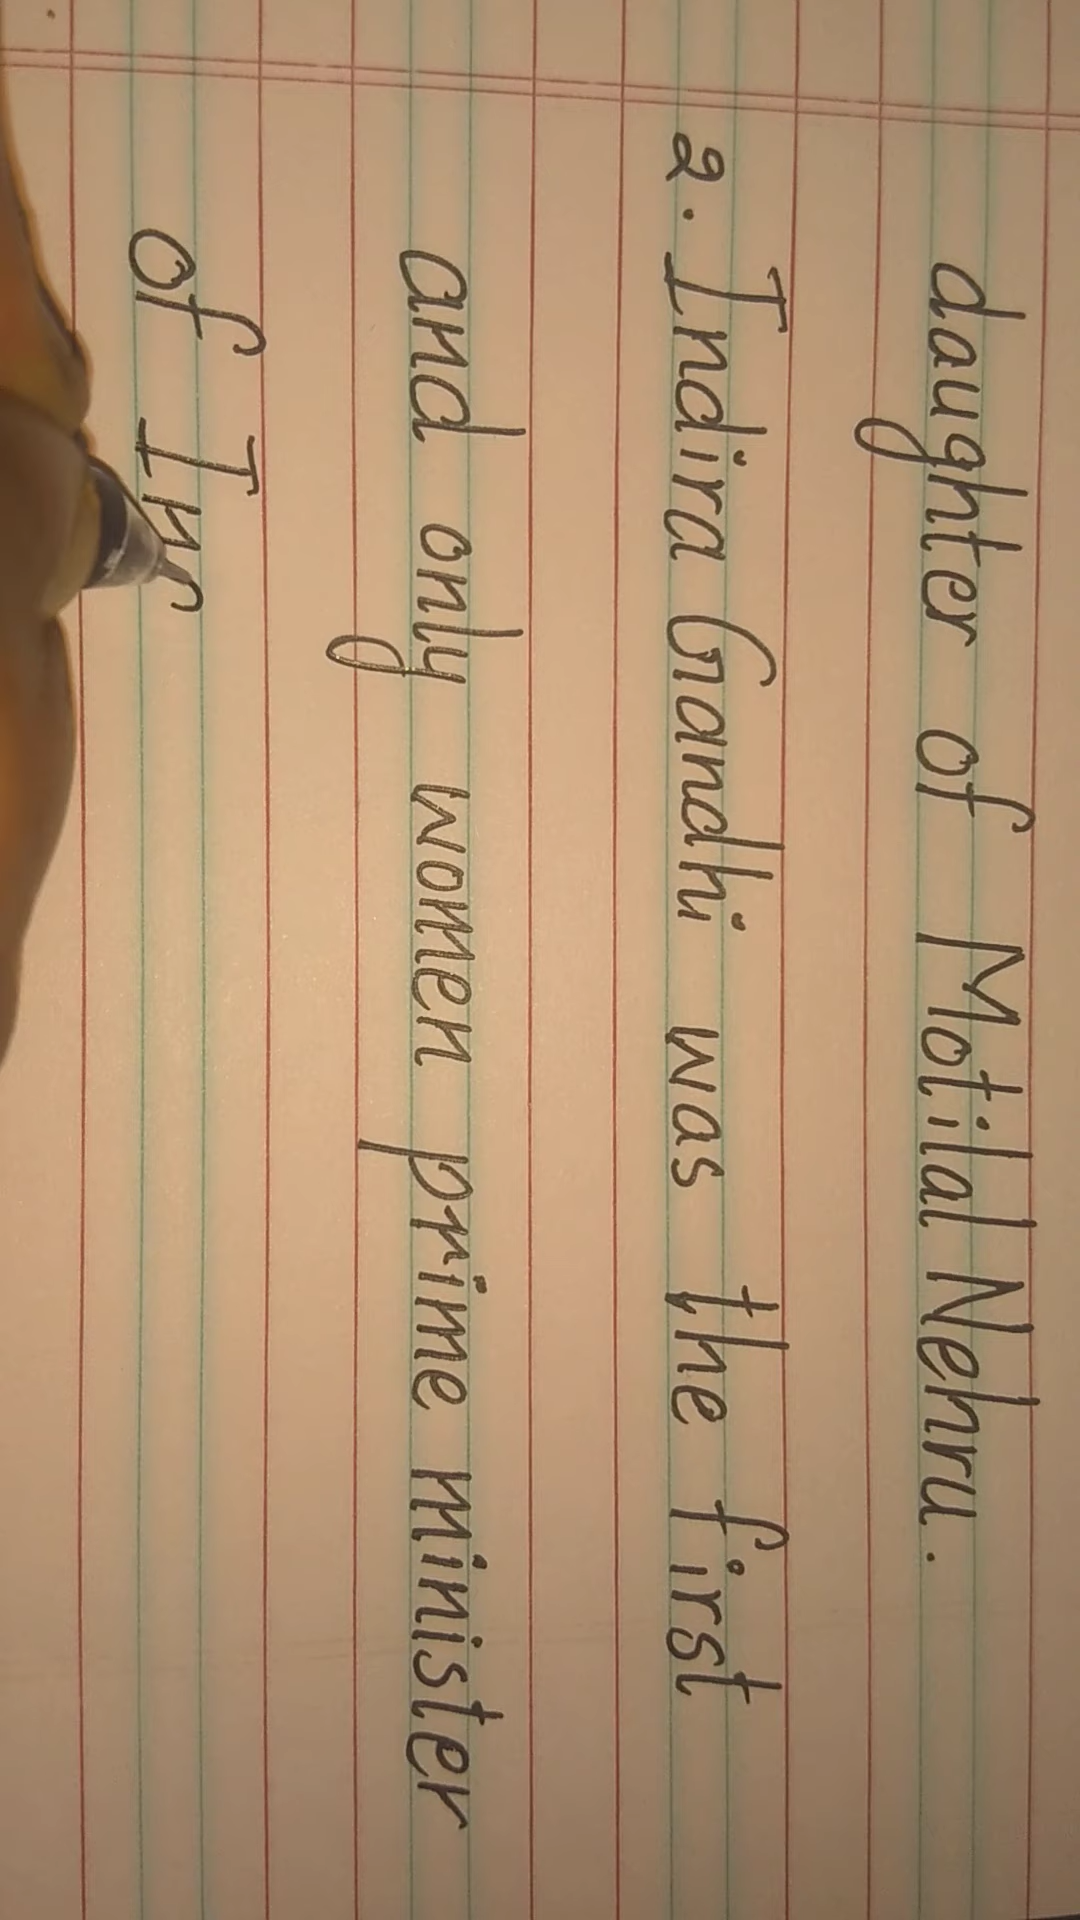 daughter of Motilal Nehru.
2. Indira Gandhi was the first
and only women prime minister
of